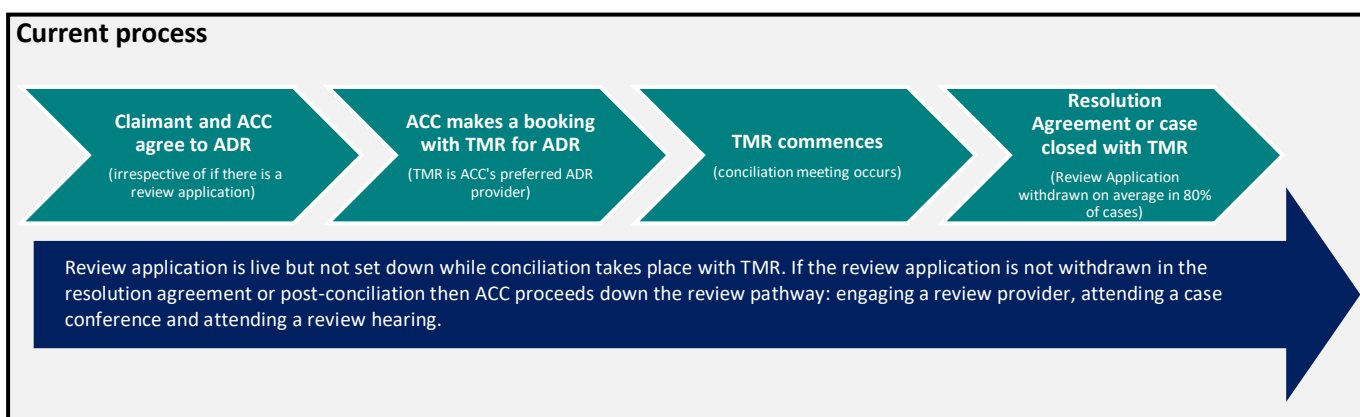 Current process
Claimant and ACC
agree to ADR
(irrespective of if there is a
review application)
ACC makes a booking
with TMR for ADR
(TMR is ACC's preferred ADR
provider)
TMR commences
(conciliation meeting occurs)
Resolution
Agreement or case
closed with TMR
(Review Application
withdrawn on average in 80%
of cases)
Review application is live but not set down while conciliation takes place with TMR. If the review application is not withdrawn in the
resolution agreement or post-conciliation then ACC proceeds down the review pathway: engaging a review provider, attending a case
conference and attending a review hearing.